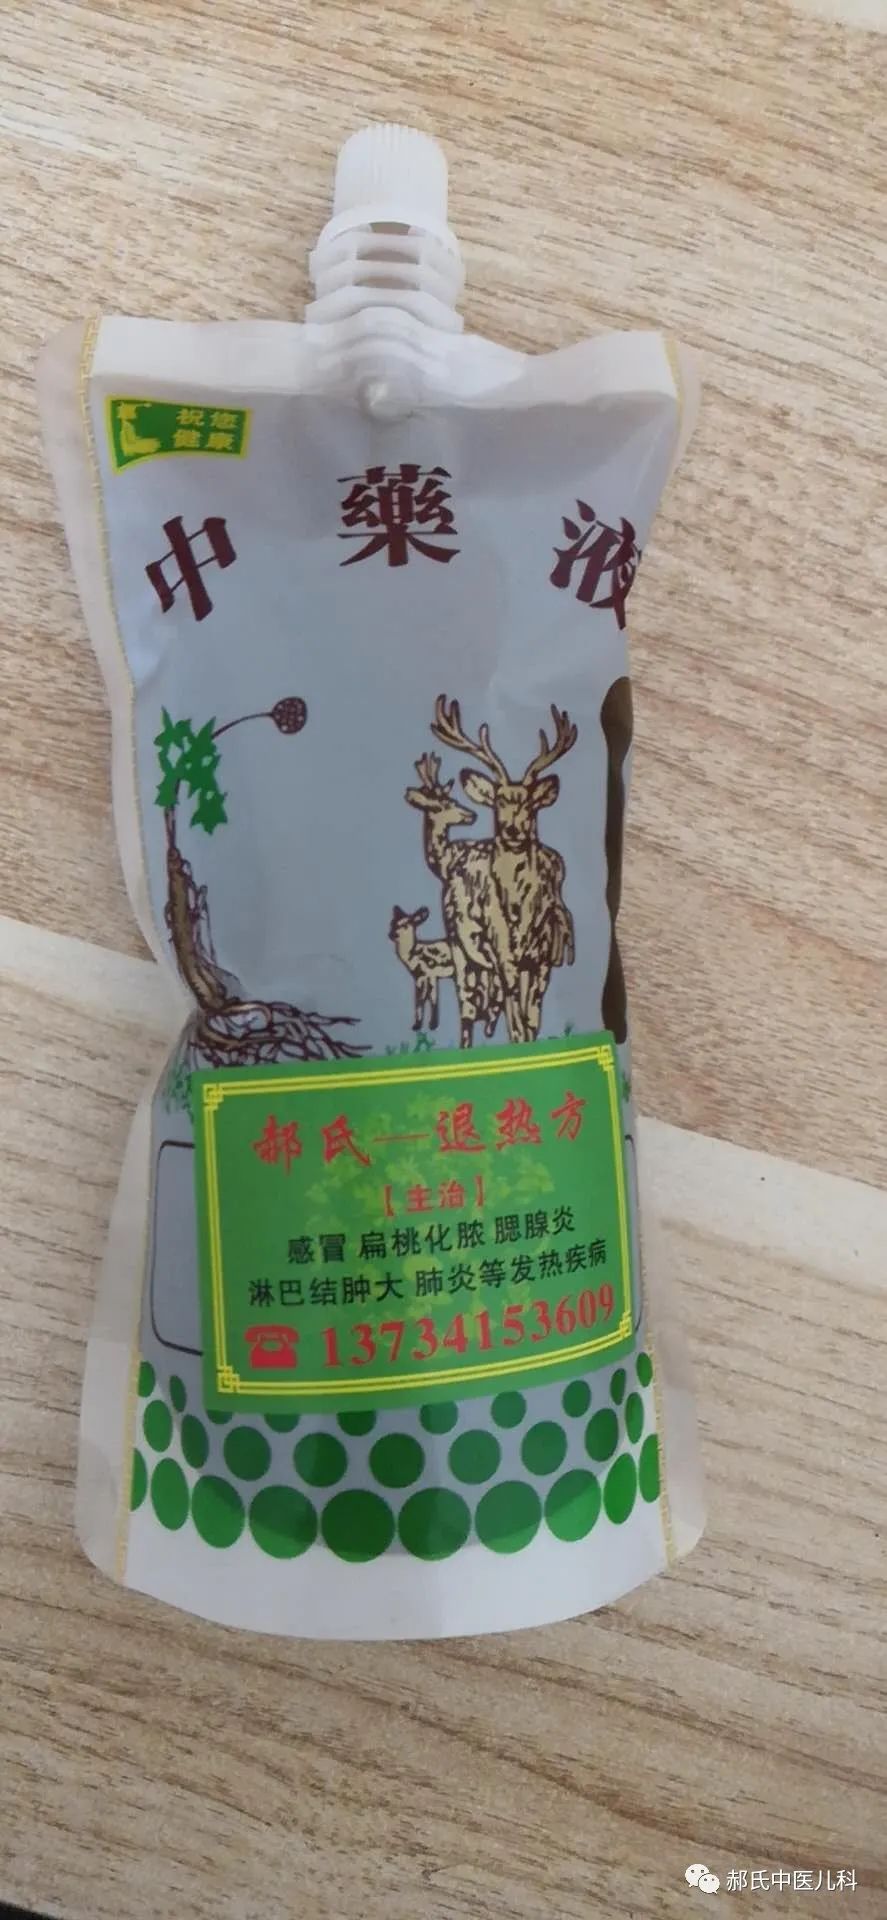 祝您
健康
中藥液
郝氏—退热方
【主治】
感冒 扁桃化脓 腮腺炎
淋巴结肿大 肺炎等发热疾病
13734153609
郝氏中医儿科